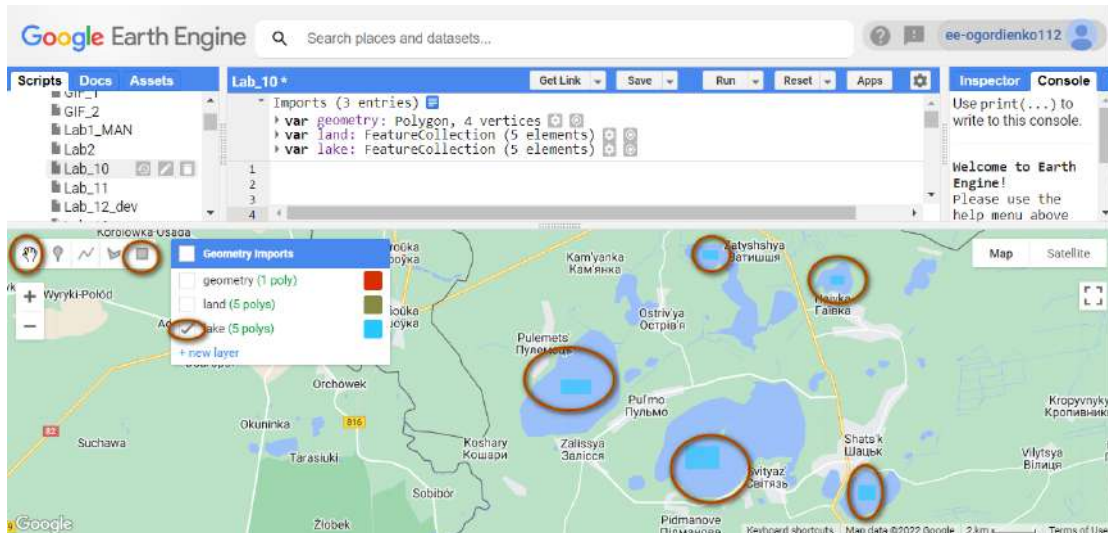 Google Earth Engine
Search places and datasets...
ee-ogordienko112
Scripts Docs Assets
GIF_1
GIF_2
Lab1_MAN
Lab2
Lab_10
Lab_11
Lab_12_dev
Lab_10 *
Get Link Save Run Reset Apps
Imports (3 entries)
var geometry: Polygon, 4 vertices
var land: FeatureCollection (5 elements)
var lake: FeatureCollection (5 elements)
1
2
3
4
Inspector Console
Use print(...) to
write to this console.
Welcome to Earth
Engine!
Please use the
help menu above
Geometry Imports
geometry (1 poly)
land (5 polys)
lake (5 polys)
+ new layer
Map Satellite
+
−
Wyryki-Połód
Kam'yanka
Кам'янка
Zatyshshya
Затишшя
Гаївка
Ostriv'ya
Острів'я
Pulemets'
Orchówek
Pul'mo
Пульмо
Okuninka
816
82
Suchawa
Tarasiuki
Koshary
Кошари
Zalissya
Залісся
Shats'k
Шацьк
Kropyvnyky
Кропивники
Vilytsya
Вілиця
Svityaz
Світязь
Sobibór
Żłobek
Pidmanove
Google
Keyboard shortcuts Map data ©2022 Google 2 km Terms of Use